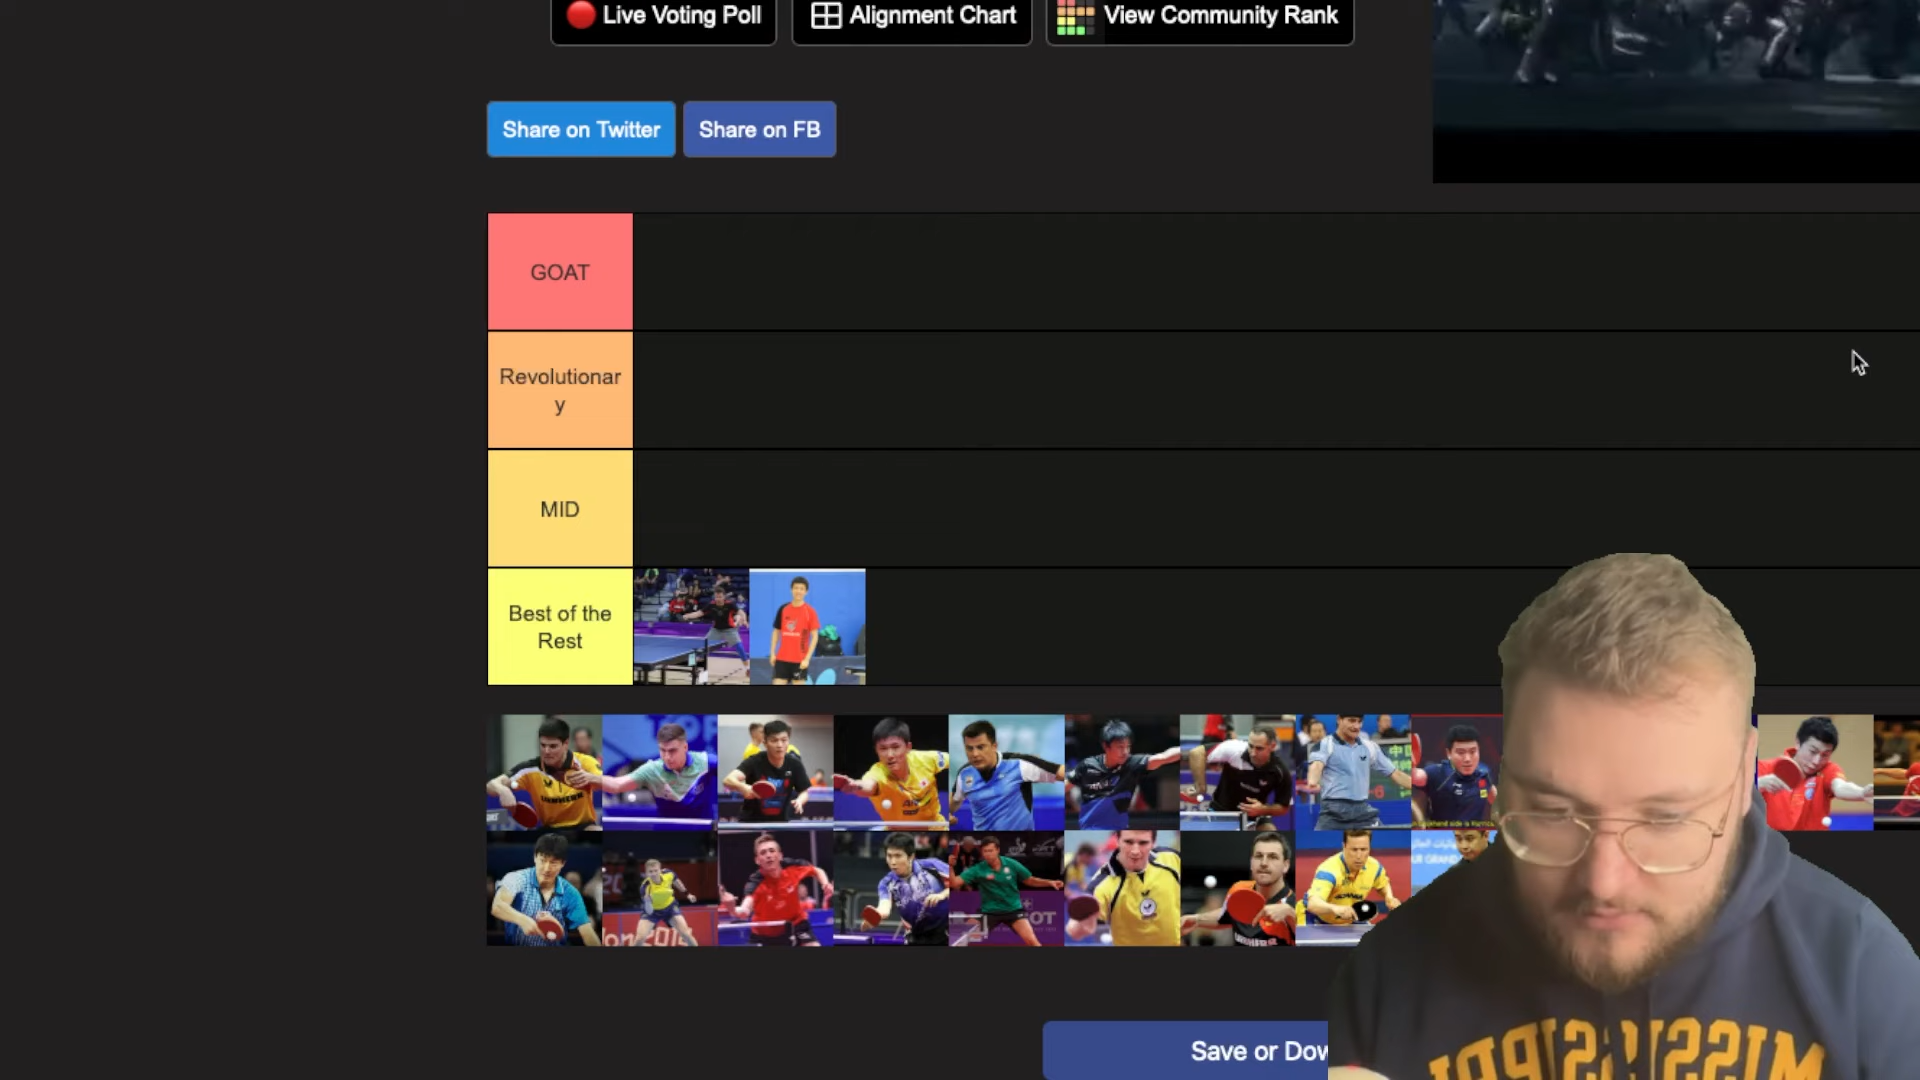 Live Voting Poll
Alignment Chart
View Community Rank
Share on Twitter
Share on FB
GOAT
Revolutionar
y
MID
Best of the
Rest
Save or Dow
MISSISSIPPI